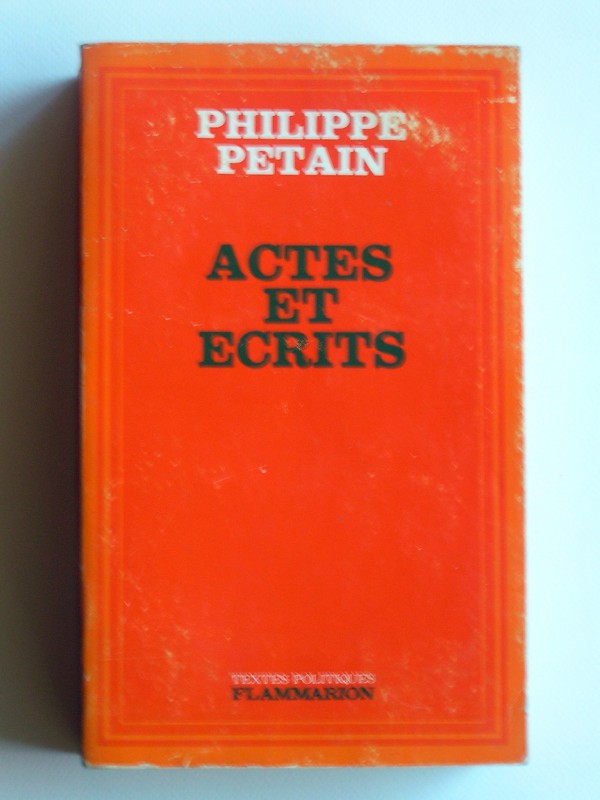 PHILIPPE
PETAIN
ACTES
ET
ECRITS
TEXTES POLITIQUES
FLAMMARION